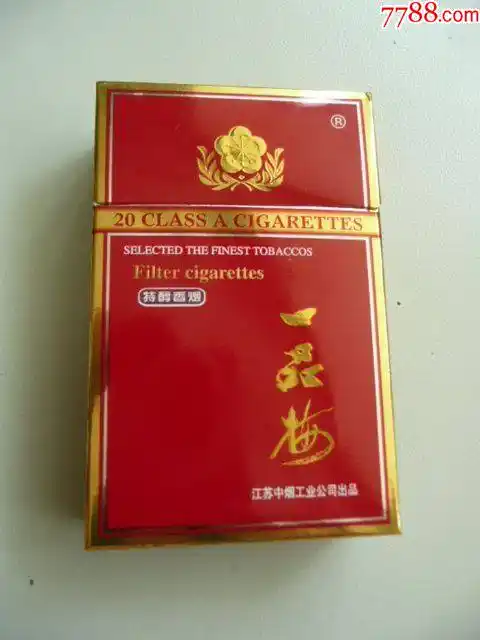 7788.com
®
20 CLASS A CIGARETTES
SELECTED THE FINEST TOBACCOS
Filter cigarettes
特醇香烟
一品梅
江苏中烟工业公司出品